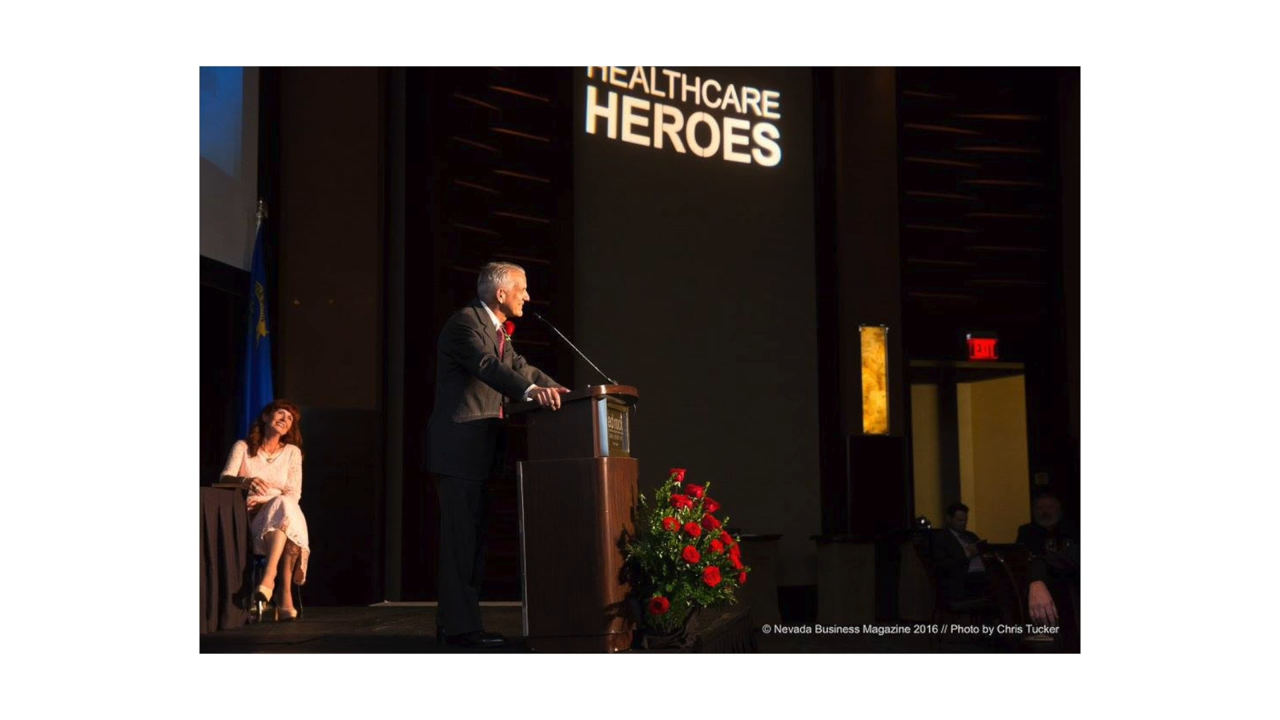 HEALTHCARE
HEROES
EXIT
© Nevada Business Magazine 2016 // Photo by Chris Tucker